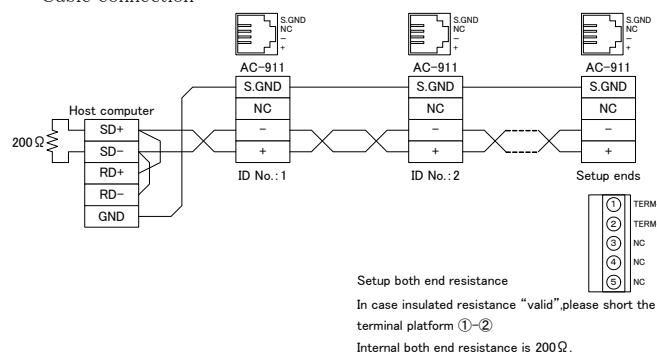 Cable connection
S.GND
NC
−
+
S.GND
NC
−
+
S.GND
NC
−
+
AC-911
AC-911
AC-911
Host computer
SD+
SD-
RD+
RD-
GND
200Ω
S.GND
NC
−
+
ID No.:1
S.GND
NC
−
+
ID No.:2
S.GND
NC
−
+
Setup ends
① TERM
② TERM
③ NC
④ NC
⑤ NC
Setup both end resistance
In case insulated resistance “valid”,please short the
terminal platform ①-②
Internal both end resistance is 200Ω.